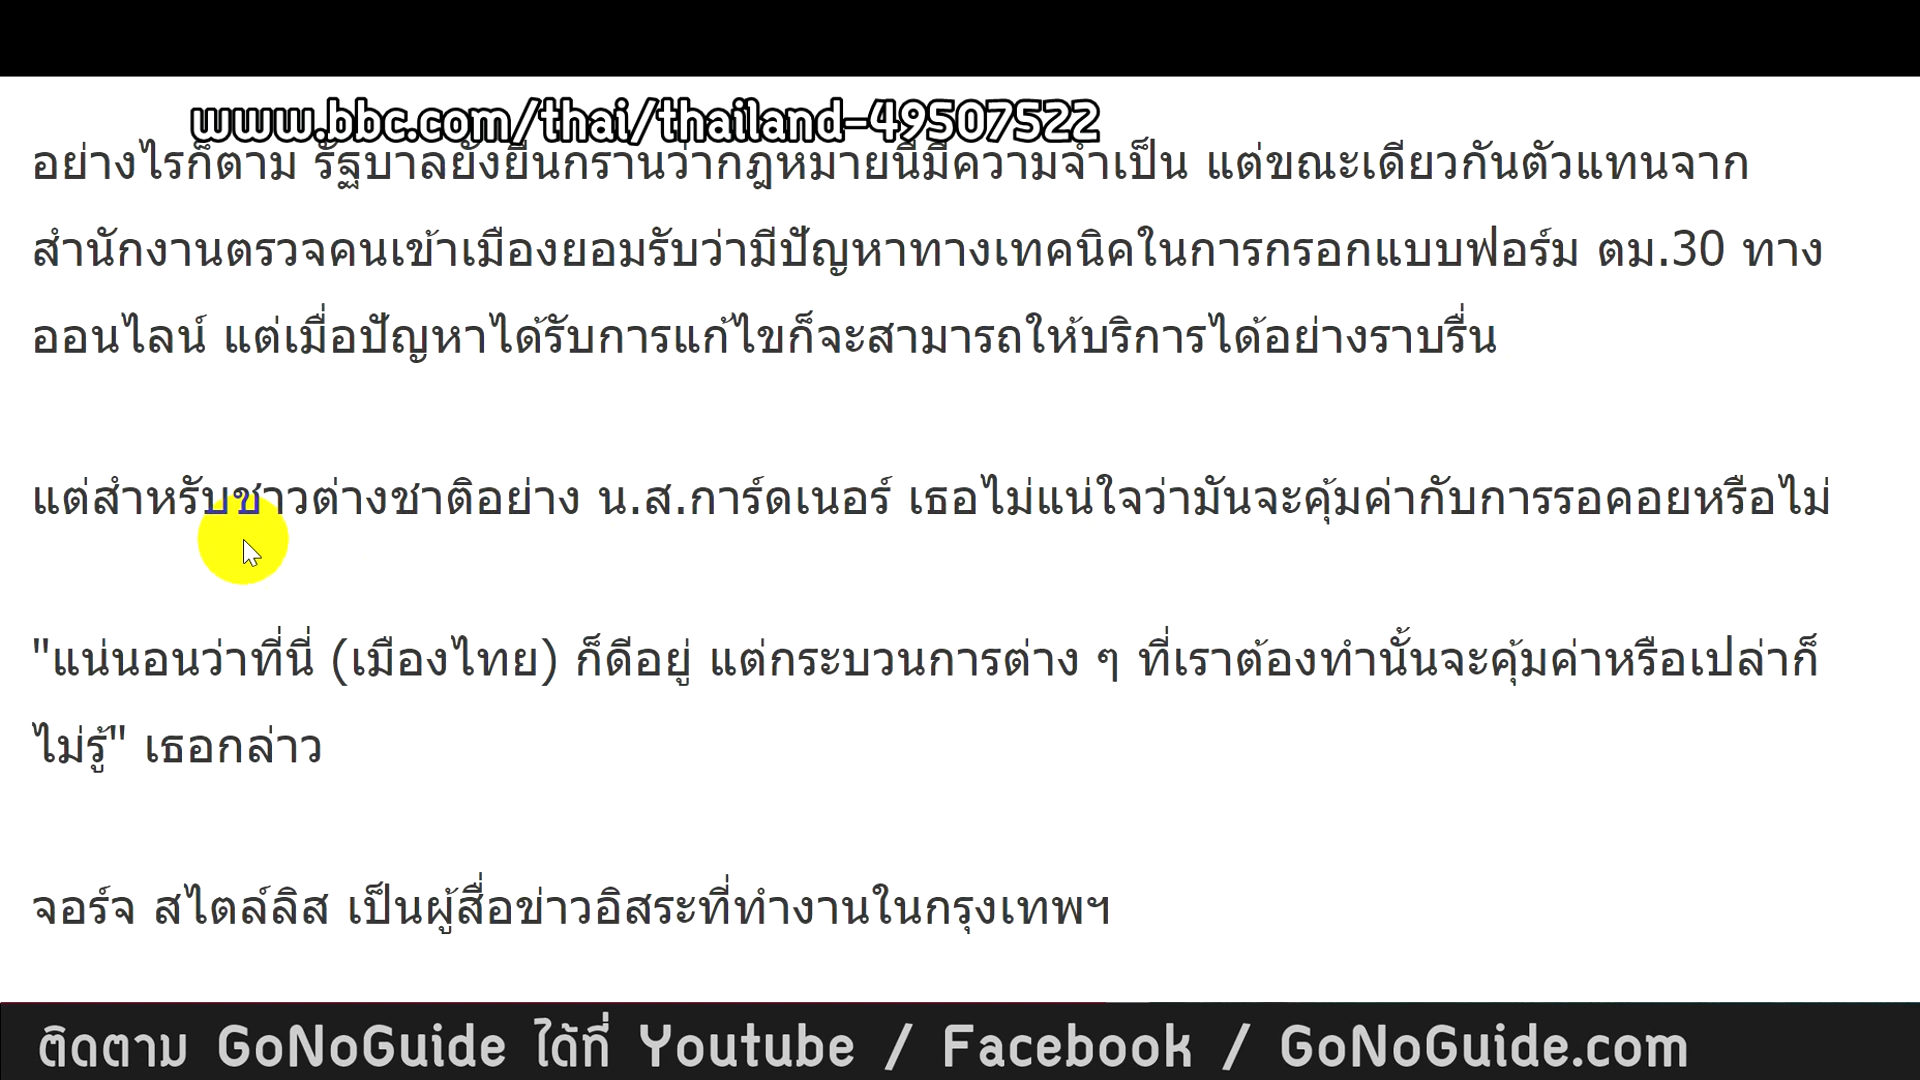 www.bbc.com/thai/thailand-49507522
อย่างไรก็ตาม รัฐบาลยังยืนกรานว่ากฎหมายนี้มีความจำเป็น แต่ขณะเดียวกันตัวแทนจาก
สำนักงานตรวจคนเข้าเมืองยอมรับว่ามีปัญหาทางเทคนิคในการกรอกแบบฟอร์ม ตม.30 ทาง
ออนไลน์ แต่เมื่อปัญหาได้รับการแก้ไขก็จะสามารถให้บริการได้อย่างราบรื่น
แต่สำหรับชาวต่างชาติอย่าง น.ส.การ์ดเนอร์ เธอไม่แน่ใจว่ามันจะคุ้มค่ากับการรอคอยหรือไม่
"แน่นอนว่าที่นี่ (เมืองไทย) ก็ดีอยู่ แต่กระบวนการต่าง ๆ ที่เราต้องทำนั้นจะคุ้มค่าหรือเปล่าก็
ไม่รู้" เธอกล่าว
จอร์จ สไตล์ลิส เป็นผู้สื่อข่าวอิสระที่ทำงานในกรุงเทพฯ
ติดตาม GoNoGuide ได้ที่ Youtube / Facebook / GoNoGuide.com